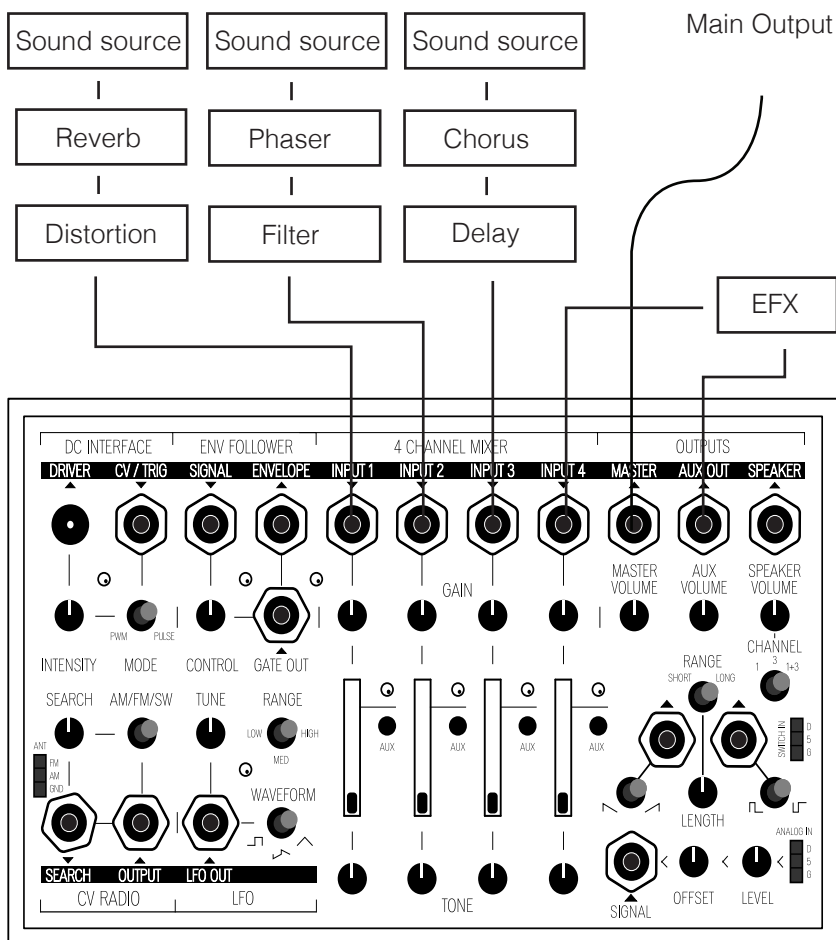 Sound source Sound source Sound source Main Output
Reverb Phaser Chorus
Distortion Filter Delay
EFX
DC INTERFACE ENV FOLLOWER 4 CHANNEL MIXER OUTPUTS
DRIVER CV / TRIG SIGNAL ENVELOPE INPUT 1 INPUT 2 INPUT 3 INPUT 4 MASTER AUX OUT SPEAKER
GAIN
MASTER VOLUME
AUX VOLUME
SPEAKER VOLUME
PWM PULSE
INTENSITY MODE CONTROL GATE OUT
CHANNEL
1 3 1+3
RANGE
SHORT LONG
SEARCH AM/FM/SW TUNE RANGE
LOW MED HIGH
AUX AUX AUX AUX
ANT
FM
AM
GND
SWITCH IN
D
5
G
WAVEFORM
LENGTH
ANALOG IN
D
5
G
SEARCH OUTPUT LFO OUT
CV RADIO LFO
TONE
SIGNAL OFFSET LEVEL